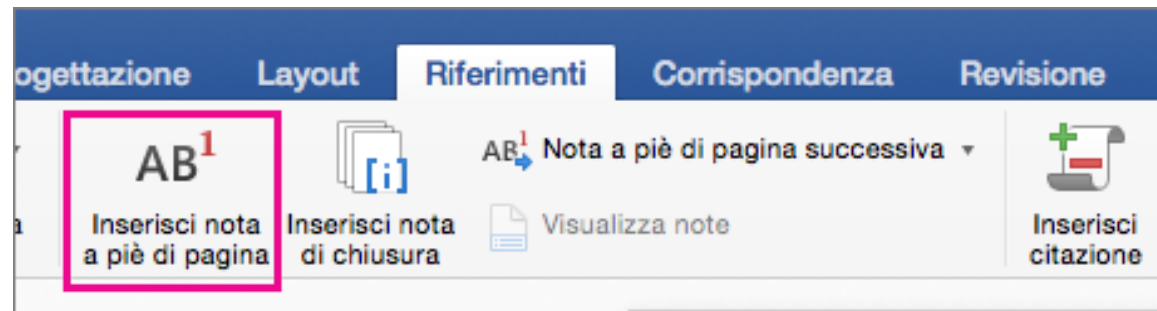 ogettazione Layout Riferimenti Corrispondenza Revisione
AB1
[i]
AB1 Nota a piè di pagina successiva
Visualizza note
Inserisci nota
a piè di pagina
Inserisci nota
di chiusura
Inserisci
citazione